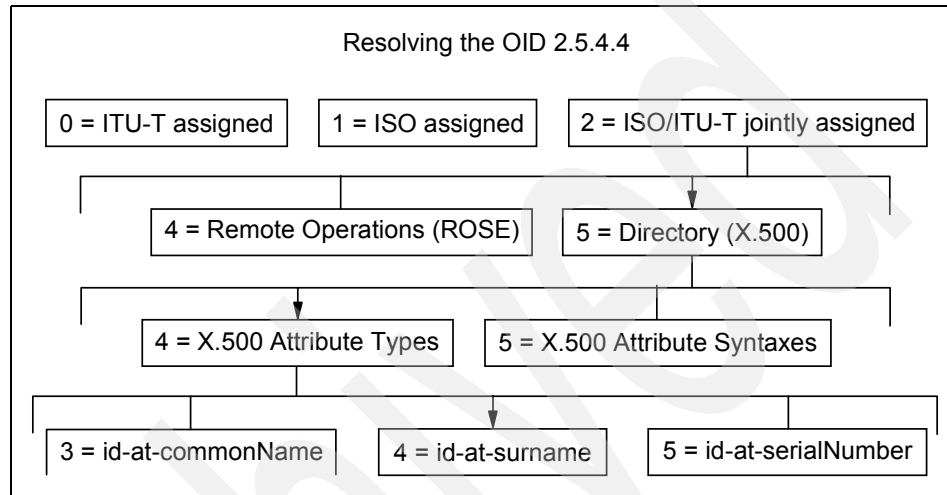 Resolving the OID 2.5.4.4
0 = ITU-T assigned
1 = ISO assigned
2 = ISO/ITU-T jointly assigned
4 = Remote Operations (ROSE)
5 = Directory (X.500)
4 = X.500 Attribute Types
5 = X.500 Attribute Syntaxes
3 = id-at-commonName
4 = id-at-surname
5 = id-at-serialNumber